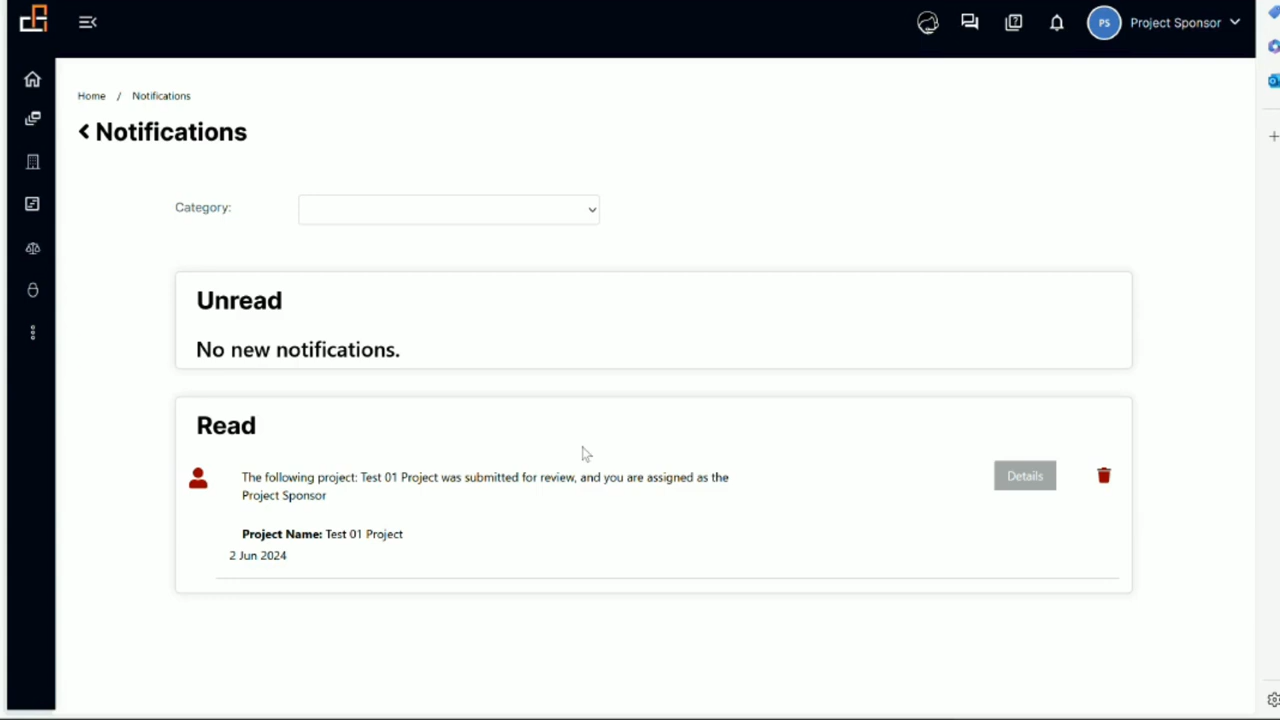 PS Project Sponsor
Home / Notifications
Notifications
Category:
Unread
No new notifications.
Read
The following project: Test 01 Project was submitted for review, and you are assigned as the
Project Sponsor
Details
Project Name: Test 01 Project
2 Jun 2024